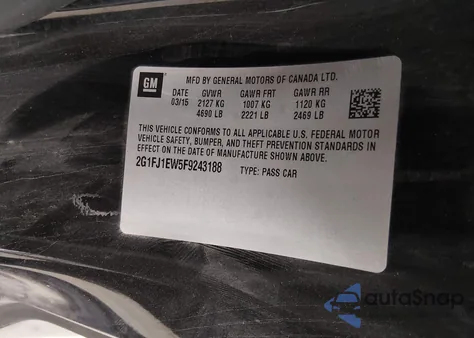 GM
MFD BY GENERAL MOTORS OF CANADA LTD.
DATE GVWR GAWR FRT GAWR RR
03/15 2127 KG 1007 KG 1120 KG
4690 LB 2221 LB 2469 LB
THIS VEHICLE CONFORMS TO ALL APPLICABLE U.S. FEDERAL MOTOR
VEHICLE SAFETY, BUMPER, AND THEFT PREVENTION STANDARDS IN
EFFECT ON THE DATE OF MANUFACTURE SHOWN ABOVE.
2G1FJ1EW5F9243188 TYPE: PASS CAR
autoSnap